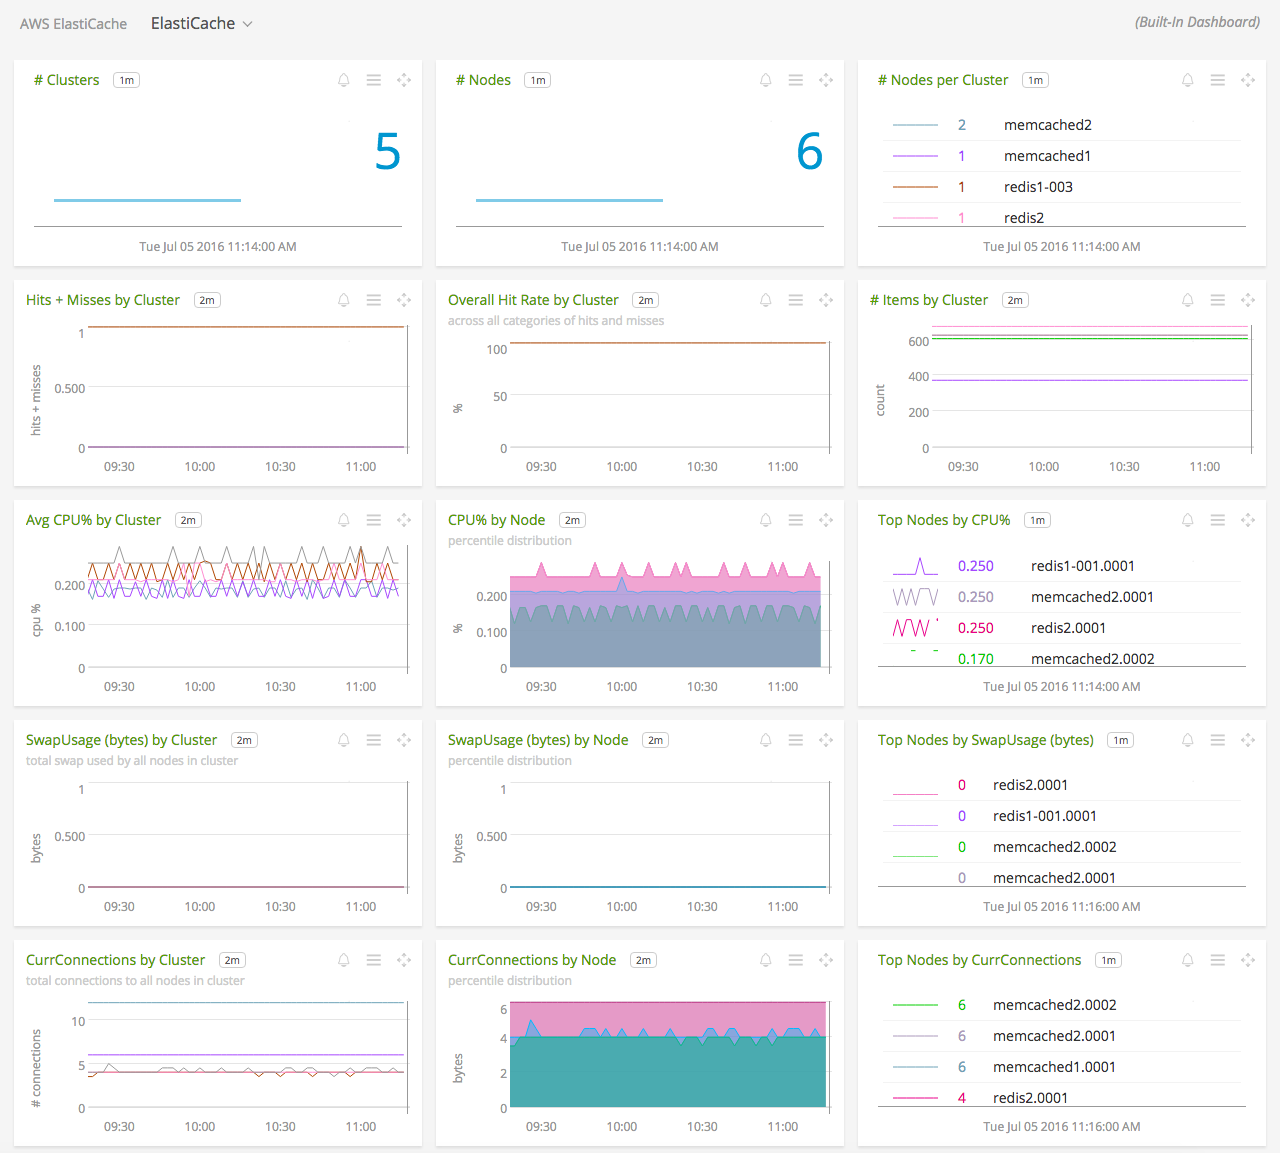 AWS ElastiCache ElastiCache (Built-In Dashboard)
# Clusters 1m
5
Tue Jul 05 2016 11:14:00 AM
# Nodes 1m
6
Tue Jul 05 2016 11:14:00 AM
# Nodes per Cluster 1m
2 memcached2
1 memcached1
1 redis1-003
1 redis2
Tue Jul 05 2016 11:14:00 AM
Hits + Misses by Cluster 2m
hits + misses
1
0.500
0
09:30 10:00 10:30 11:00
Overall Hit Rate by Cluster 2m
across all categories of hits and misses
%
100
50
0
09:30 10:00 10:30 11:00
# Items by Cluster 2m
count
600
400
200
0
09:30 10:00 10:30 11:00
Avg CPU% by Cluster 2m
cpu %
0.200
0.100
0
09:30 10:00 10:30 11:00
CPU% by Node 2m
percentile distribution
%
0.200
0.100
0
09:30 10:00 10:30 11:00
Top Nodes by CPU% 1m
0.250 redis1-001.0001
0.250 memcached2.0001
0.250 redis2.0001
0.170 memcached2.0002
Tue Jul 05 2016 11:14:00 AM
SwapUsage (bytes) by Cluster 2m
total swap used by all nodes in cluster
bytes
1
0.500
0
09:30 10:00 10:30 11:00
SwapUsage (bytes) by Node 2m
percentile distribution
bytes
1
0.500
0
09:30 10:00 10:30 11:00
Top Nodes by SwapUsage (bytes) 1m
0 redis2.0001
0 redis1-001.0001
0 memcached2.0002
0 memcached2.0001
Tue Jul 05 2016 11:16:00 AM
CurrConnections by Cluster 2m
total connections to all nodes in cluster
# connections
10
5
0
09:30 10:00 10:30 11:00
CurrConnections by Node 2m
percentile distribution
bytes
6
4
2
0
09:30 10:00 10:30 11:00
Top Nodes by CurrConnections 1m
6 memcached2.0002
6 memcached2.0001
6 memcached1.0001
4 redis2.0001
Tue Jul 05 2016 11:16:00 AM